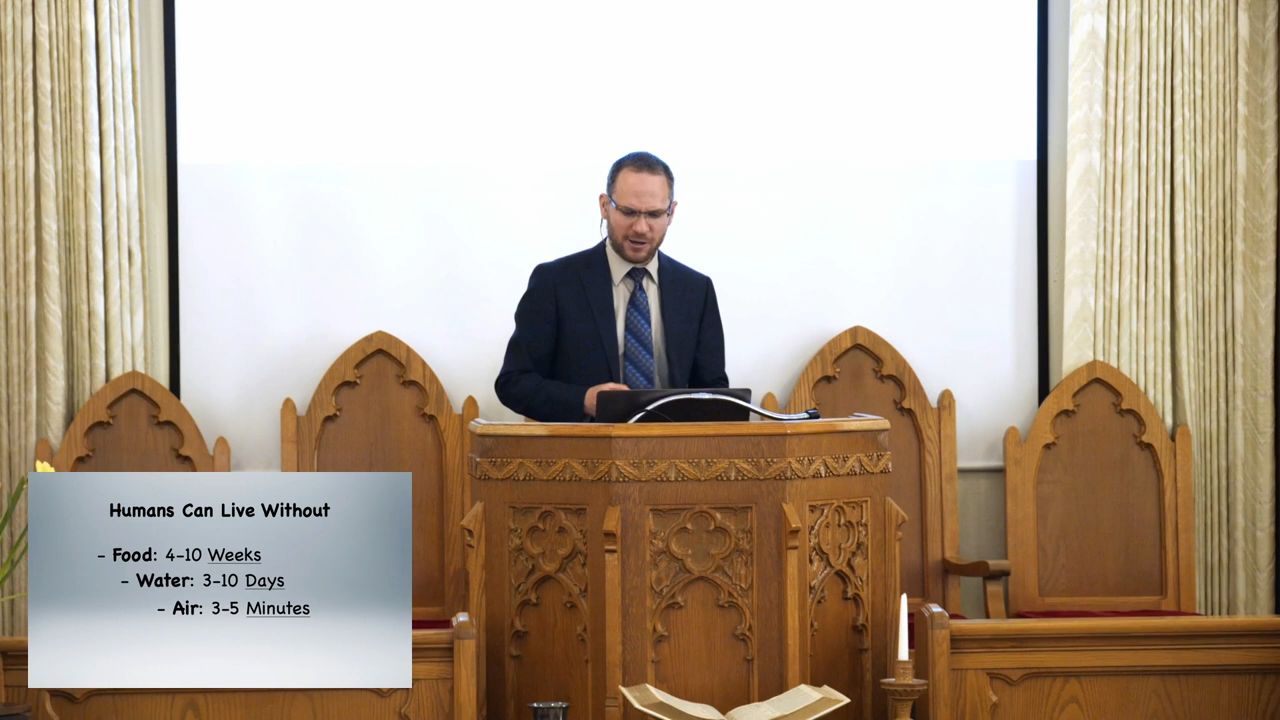 Humans Can Live Without
- Food: 4-10 Weeks
- Water: 3-10 Days
- Air: 3-5 Minutes